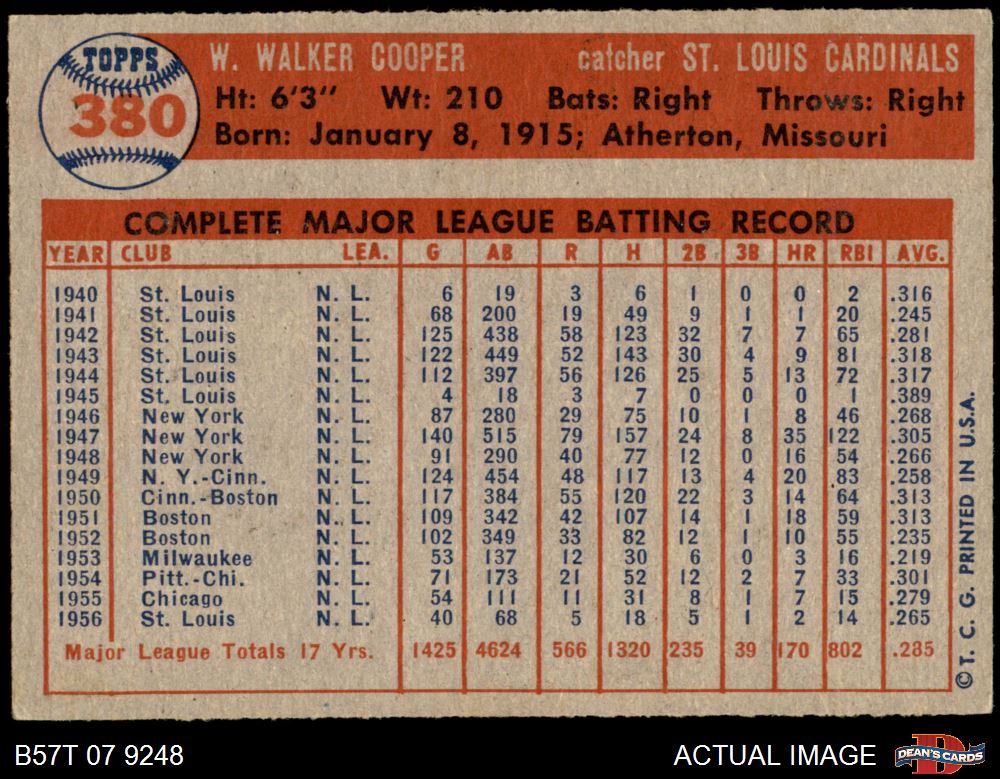 TOPPS
380
W. WALKER COOPER catcher ST. LOUIS CARDINALS
Ht: 6'3" Wt: 210 Bats: Right Throws: Right
Born: January 8, 1915; Atherton, Missouri
COMPLETE MAJOR LEAGUE BATTING RECORD
YEAR CLUB LEA. G AB R H 2B 3B HR RBI AVG.
1940 St. Louis N. L. 6 19 3 6 1 0 0 2 .316
1941 St. Louis N. L. 68 200 19 49 9 1 1 20 .245
1942 St. Louis N. L. 125 438 58 123 32 7 7 65 .281
1943 St. Louis N. L. 122 449 52 143 30 4 9 81 .318
1944 St. Louis N. L. 112 397 56 126 25 5 13 72 .317
1945 St. Louis N. L. 4 18 3 7 0 0 0 1 .389
1946 New York N. L. 87 280 29 75 10 1 8 46 .268
1947 New York N. L. 140 515 79 157 24 8 35 122 .305
1948 New York N. L. 91 290 40 77 12 0 16 54 .266
1949 N. Y.-Cinn. N. L. 124 454 48 117 13 4 20 83 .258
1950 Cinn.-Boston N. L. 117 384 55 120 22 3 14 64 .313
1951 Boston N. L. 109 342 42 107 14 1 18 59 .313
1952 Boston N. L. 102 349 33 82 12 1 10 55 .235
1953 Milwaukee N. L. 53 137 12 30 6 0 3 16 .219
1954 Pitt.-Chi. N. L. 71 173 21 52 12 2 7 33 .301
1955 Chicago N. L. 54 111 11 31 8 1 7 15 .279
1956 St. Louis N. L. 40 68 5 18 5 1 2 14 .265
Major League Totals 17 Yrs. 1425 4624 566 1320 235 39 170 802 .285
©T. C. G. PRINTED IN U.S.A.
B57T 07 9248 ACTUAL IMAGE DEAN'S CARDS